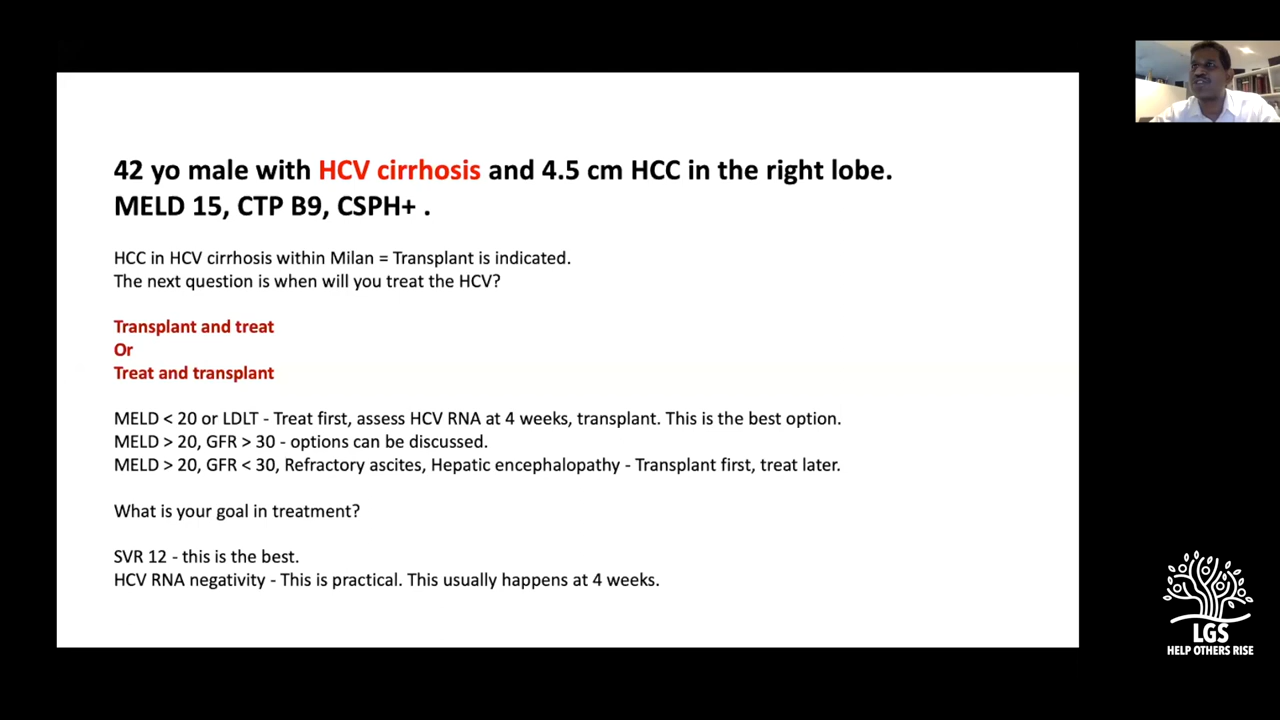 42 yo male with HCV cirrhosis and 4.5 cm HCC in the right lobe.
MELD 15, CTP B9, CSPH+ .
HCC in HCV cirrhosis within Milan = Transplant is indicated.
The next question is when will you treat the HCV?
Transplant and treat
Or
Treat and transplant
MELD < 20 or LDLT - Treat first, assess HCV RNA at 4 weeks, transplant. This is the best option.
MELD > 20, GFR > 30 - options can be discussed.
MELD > 20, GFR < 30, Refractory ascites, Hepatic encephalopathy - Transplant first, treat later.
What is your goal in treatment?
SVR 12 - this is the best.
HCV RNA negativity - This is practical. This usually happens at 4 weeks.
LGS
HELP OTHERS RISE